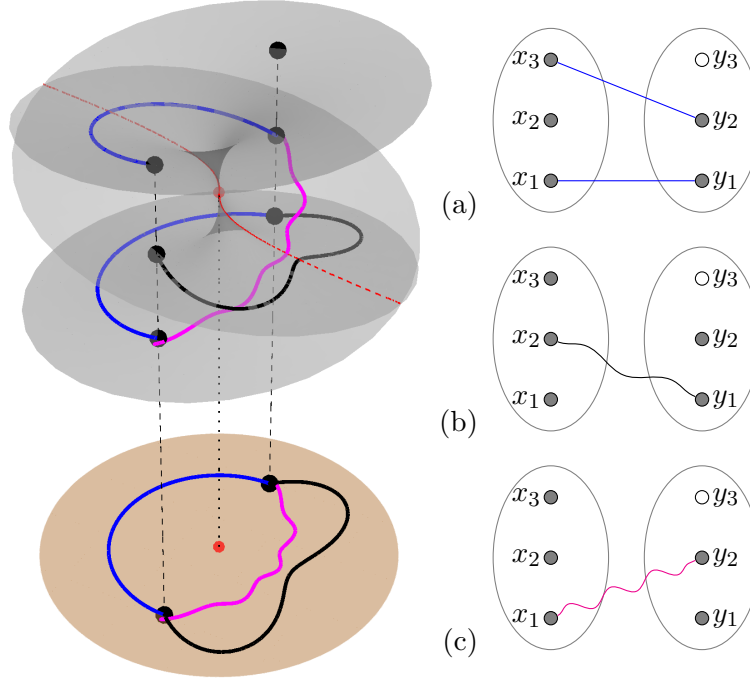 x₃ y₃
x₂ y₂
x₁ y₁
(a)
x₃ y₃
x₂ y₂
x₁ y₁
(b)
x₃ y₃
x₂ y₂
x₁ y₁
(c)